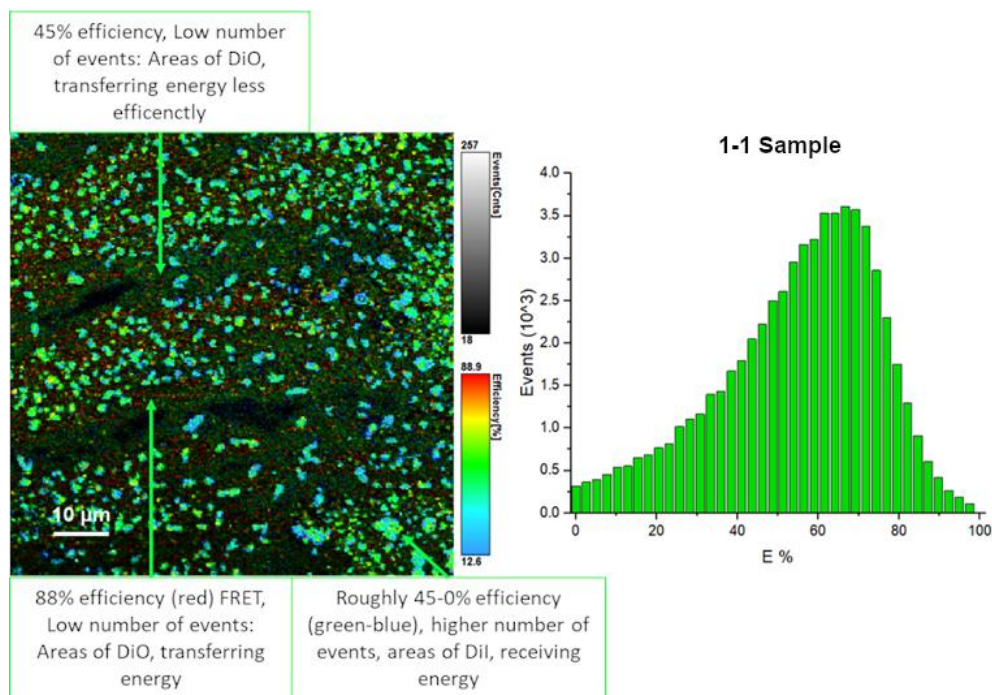 45% efficiency, Low number
of events: Areas of DiO,
transferring energy less
efficenctly
257
Events[Cnts]
18
88.9
Efficiency[%]
12.6
10 µm
1-1 Sample
4.0
3.5
3.0
2.5
2.0
1.5
1.0
0.5
0.0
Events (10^3)
0 20 40 60 80 100
E %
88% efficiency (red) FRET,
Low number of events:
Areas of DiO, transferring
energy
Roughly 45-0% efficiency
(green-blue), higher number of
events, areas of DiI, receiving
energy